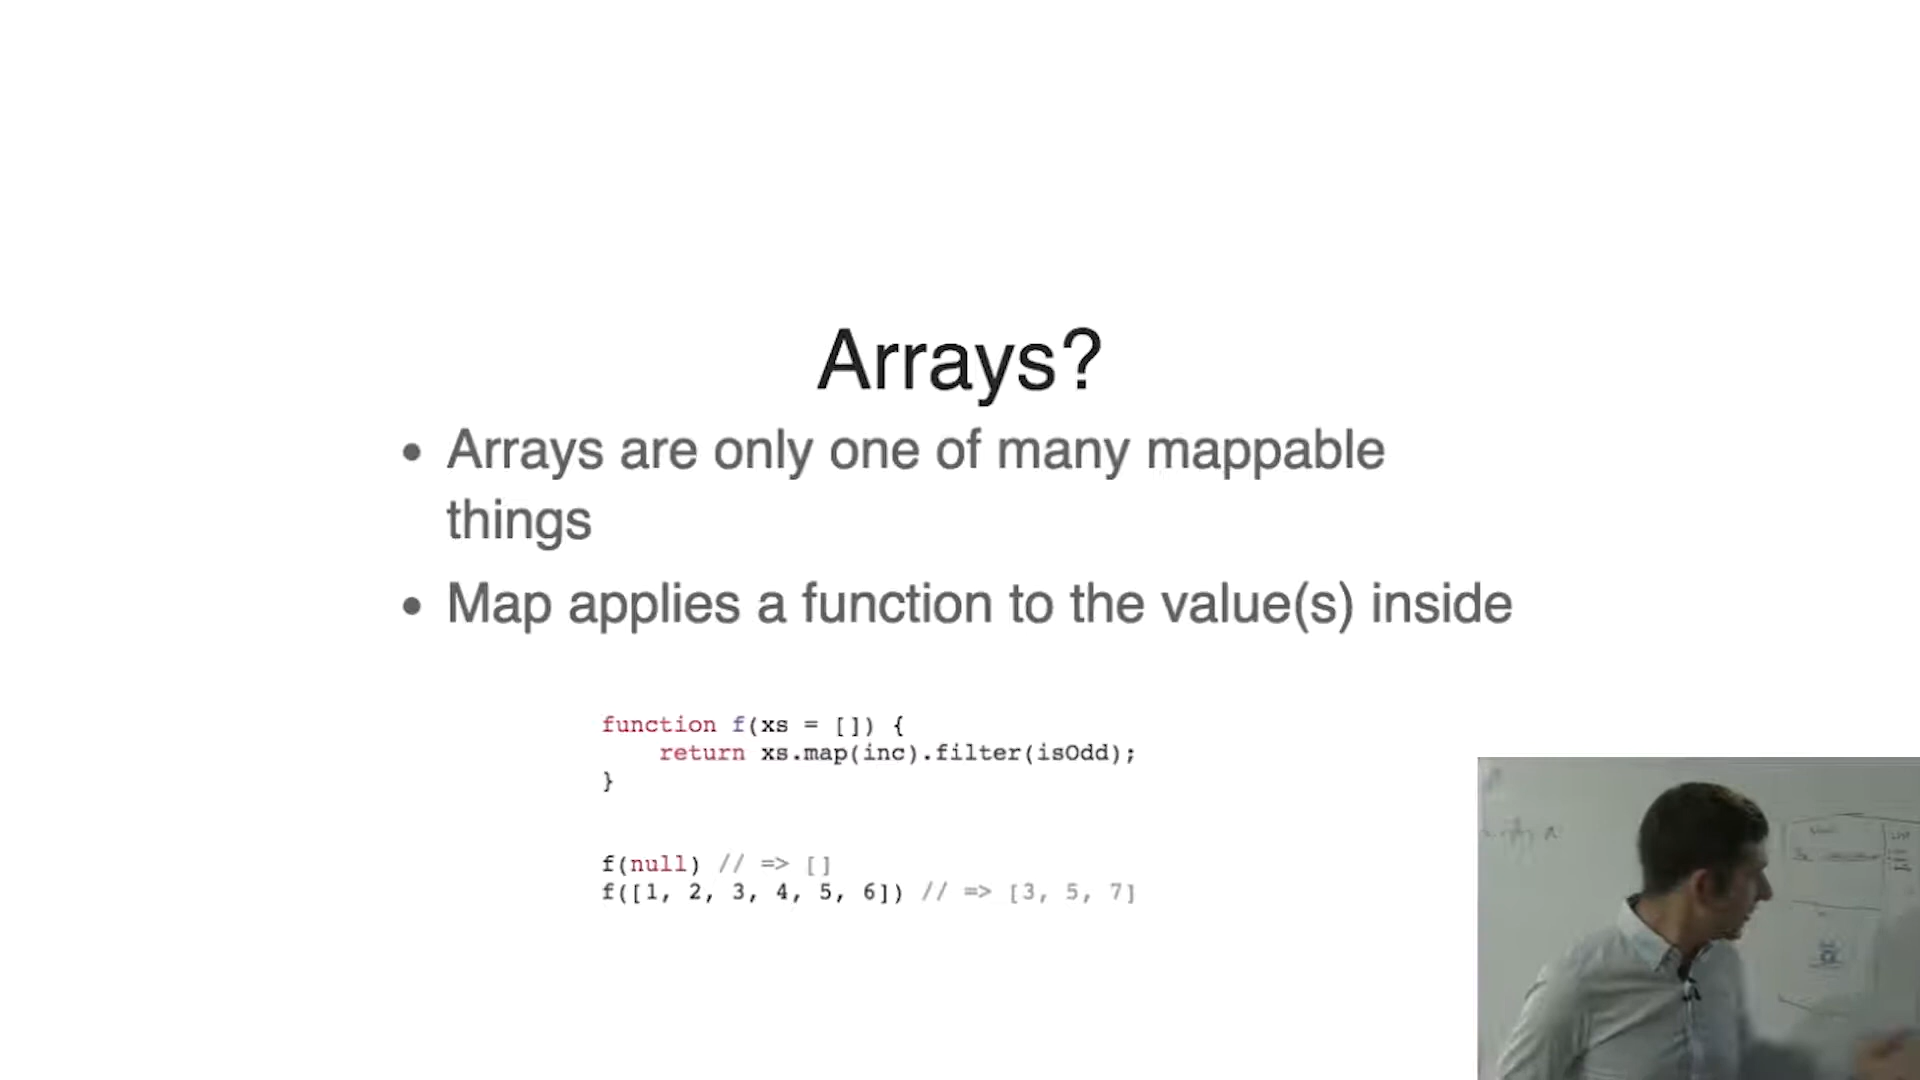 Arrays?
• Arrays are only one of many mappable
things
• Map applies a function to the value(s) inside
function f(xs = []) {
    return xs.map(inc).filter(isOdd);
}
f(null) // => []
f([1, 2, 3, 4, 5, 6]) // => [3, 5, 7]